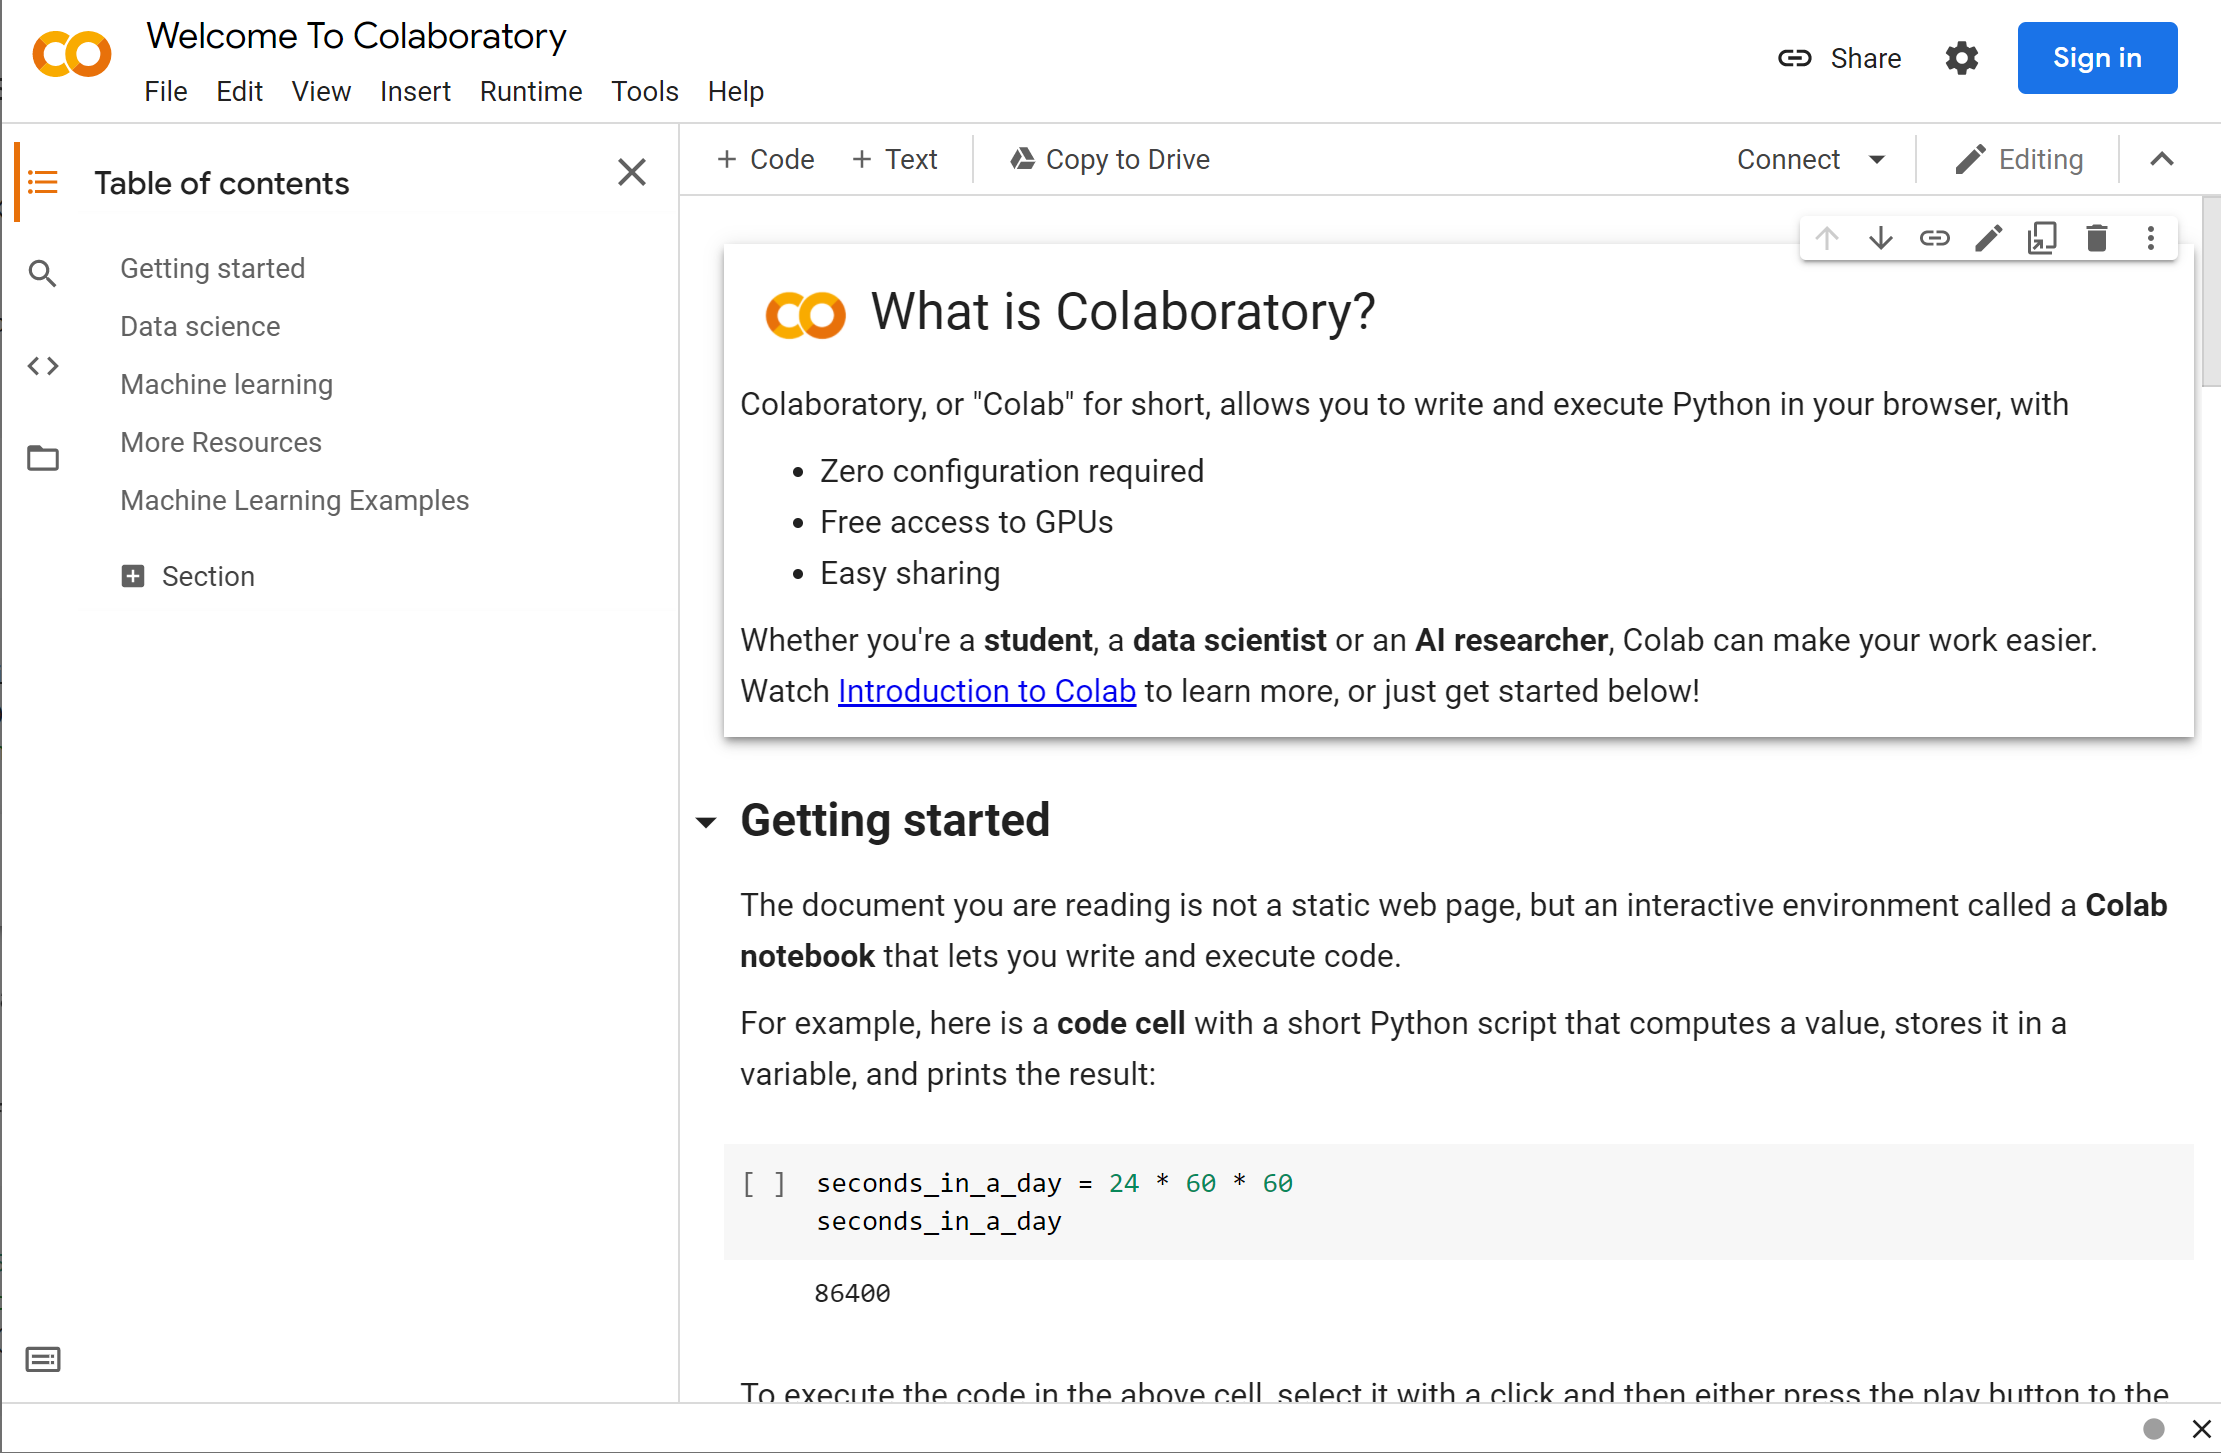 Welcome To Colaboratory
File Edit View Insert Runtime Tools Help
Share
Sign in
Table of contents
Getting started
Data science
Machine learning
More Resources
Machine Learning Examples
Section
+ Code + Text Copy to Drive
Connect Editing
What is Colaboratory?
Colaboratory, or "Colab" for short, allows you to write and execute Python in your browser, with
• Zero configuration required
• Free access to GPUs
• Easy sharing
Whether you're a student, a data scientist or an AI researcher, Colab can make your work easier.
Watch Introduction to Colab to learn more, or just get started below!
Getting started
The document you are reading is not a static web page, but an interactive environment called a Colab
notebook that lets you write and execute code.
For example, here is a code cell with a short Python script that computes a value, stores it in a
variable, and prints the result:
[ ] seconds_in_a_day = 24 * 60 * 60
seconds_in_a_day
86400
To execute the code in the above cell, select it with a click and then either press the play button to the